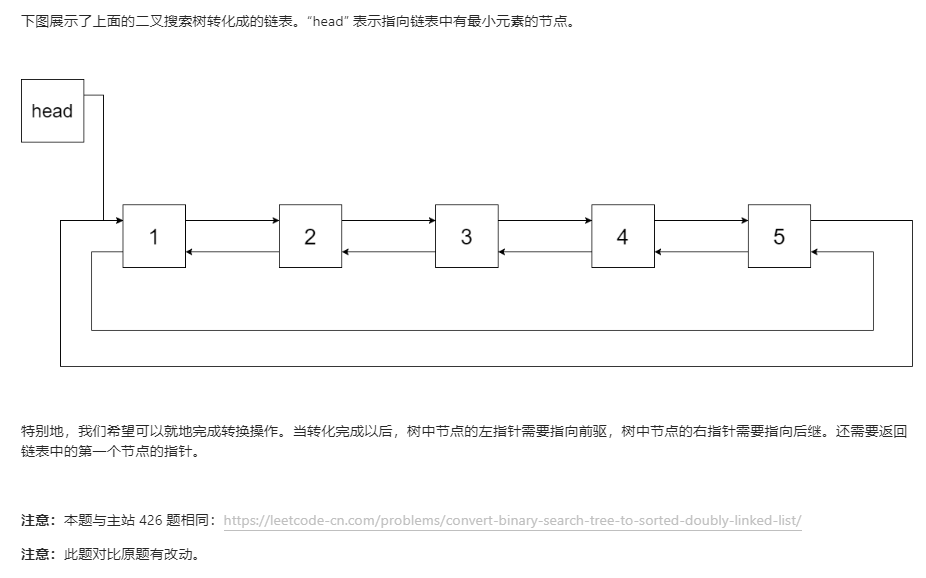 下图展示了上面的二叉搜索树转化成的链表。“head” 表示指向链表中有最小元素的节点。
head
1 2 3 4 5
特别地，我们希望可以就地完成转换操作。当转化完成以后，树中节点的左指针需要指向前驱，树中节点的右指针需要指向后继。还需要返回
链表中的第一个节点的指针。
注意：本题与主站 426 题相同：https://leetcode-cn.com/problems/convert-binary-search-tree-to-sorted-doubly-linked-list/
注意：此题对比原题有改动。